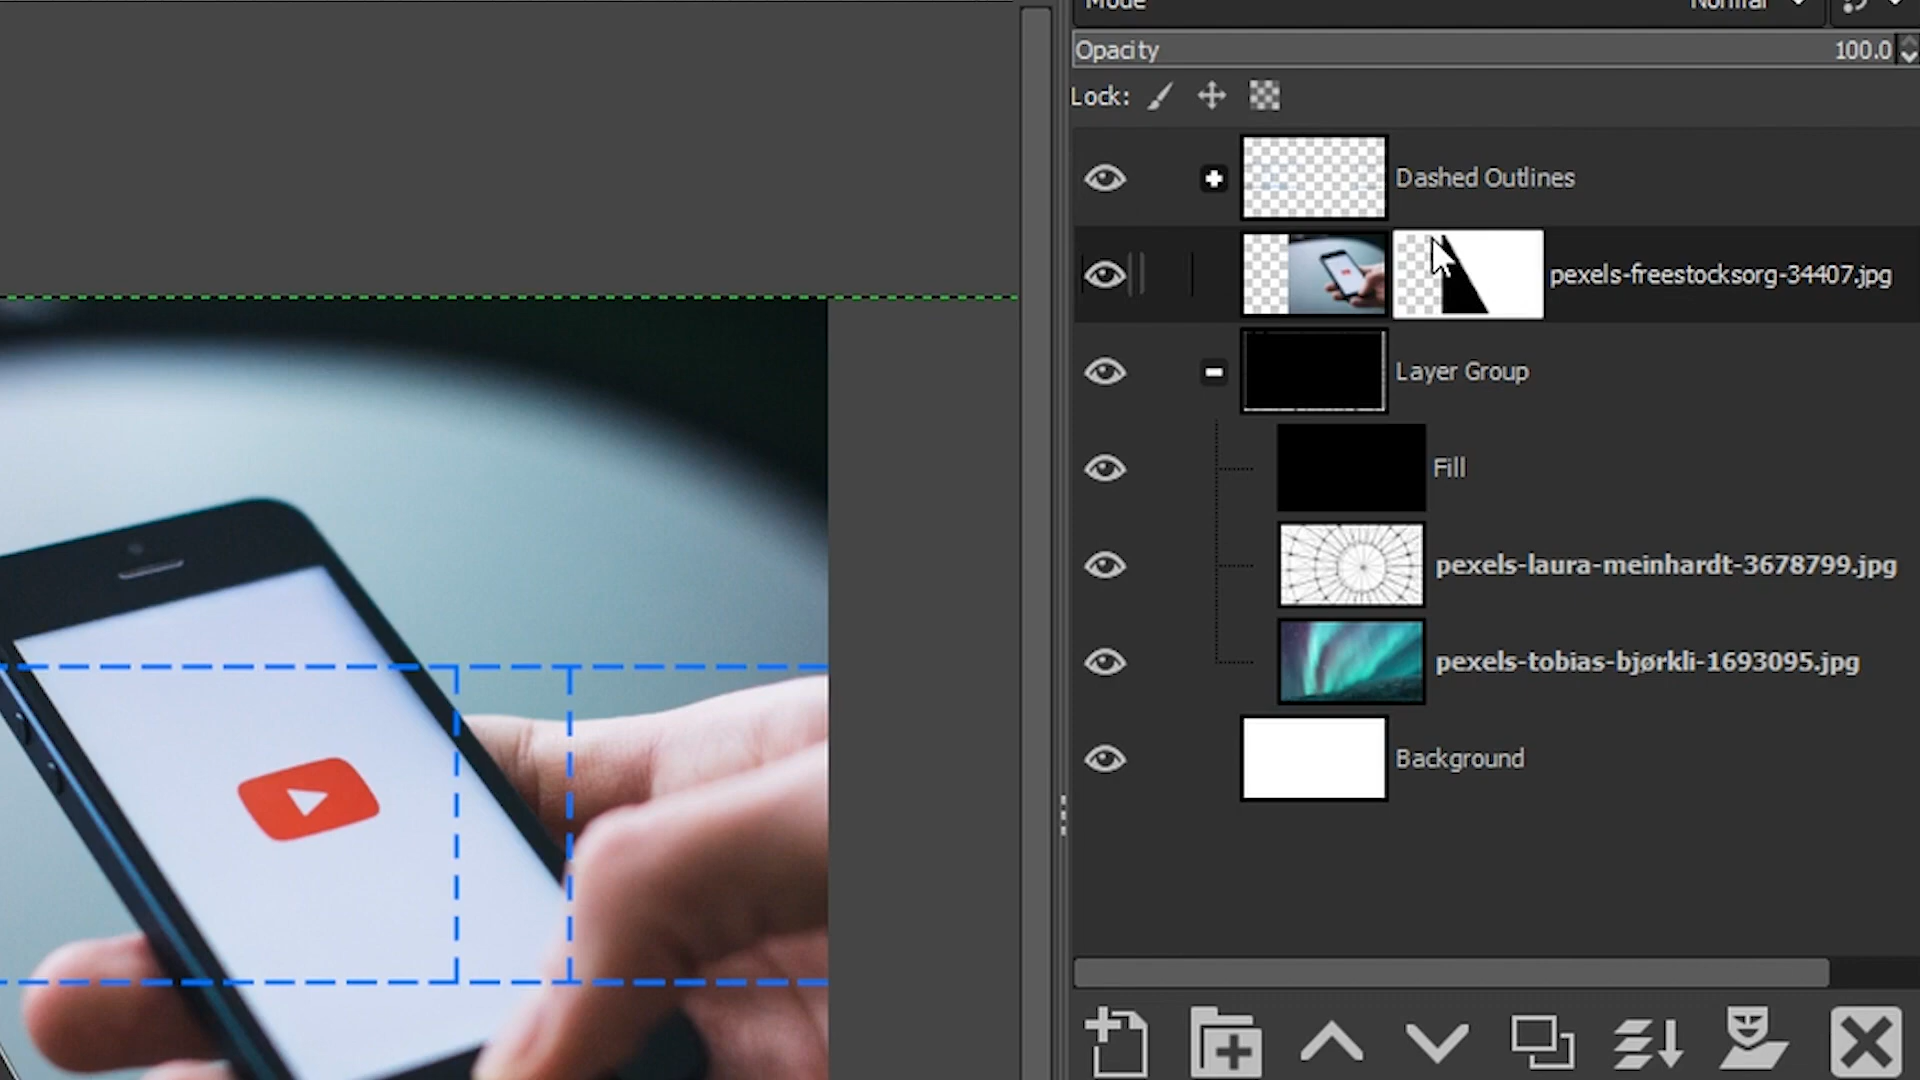 Mode Normal
Opacity 100.0
Lock:
Dashed Outlines
pexels-freestocksorg-34407.jpg
Layer Group
Fill
pexels-laura-meinhardt-3678799.jpg
pexels-tobias-bjørkli-1693095.jpg
Background